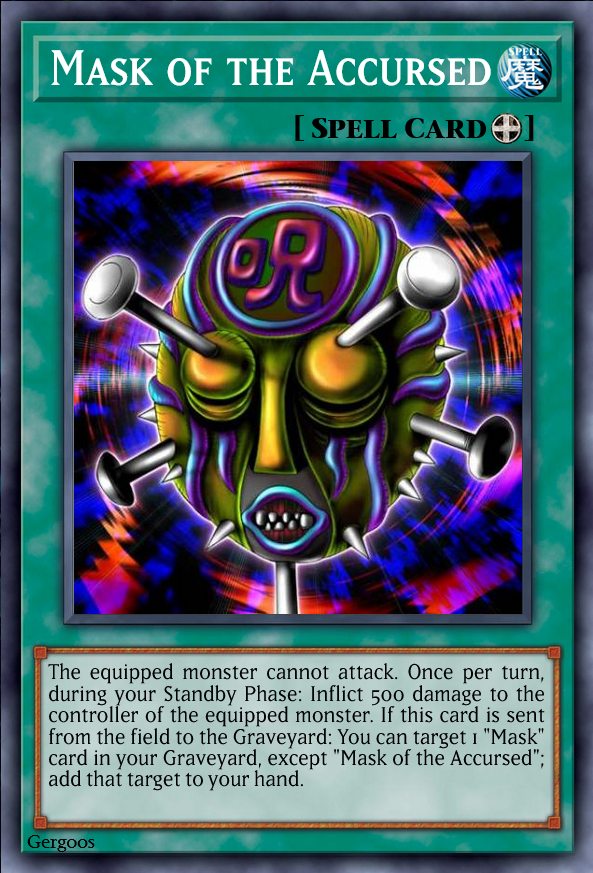 MASK OF THE ACCURSED
SPELL
魔
[ SPELL CARD ]
呪
The equipped monster cannot attack. Once per turn,
during your Standby Phase: Inflict 500 damage to the
controller of the equipped monster. If this card is sent
from the field to the Graveyard: You can target 1 "Mask"
card in your Graveyard, except "Mask of the Accursed";
add that target to your hand.
Gergoos